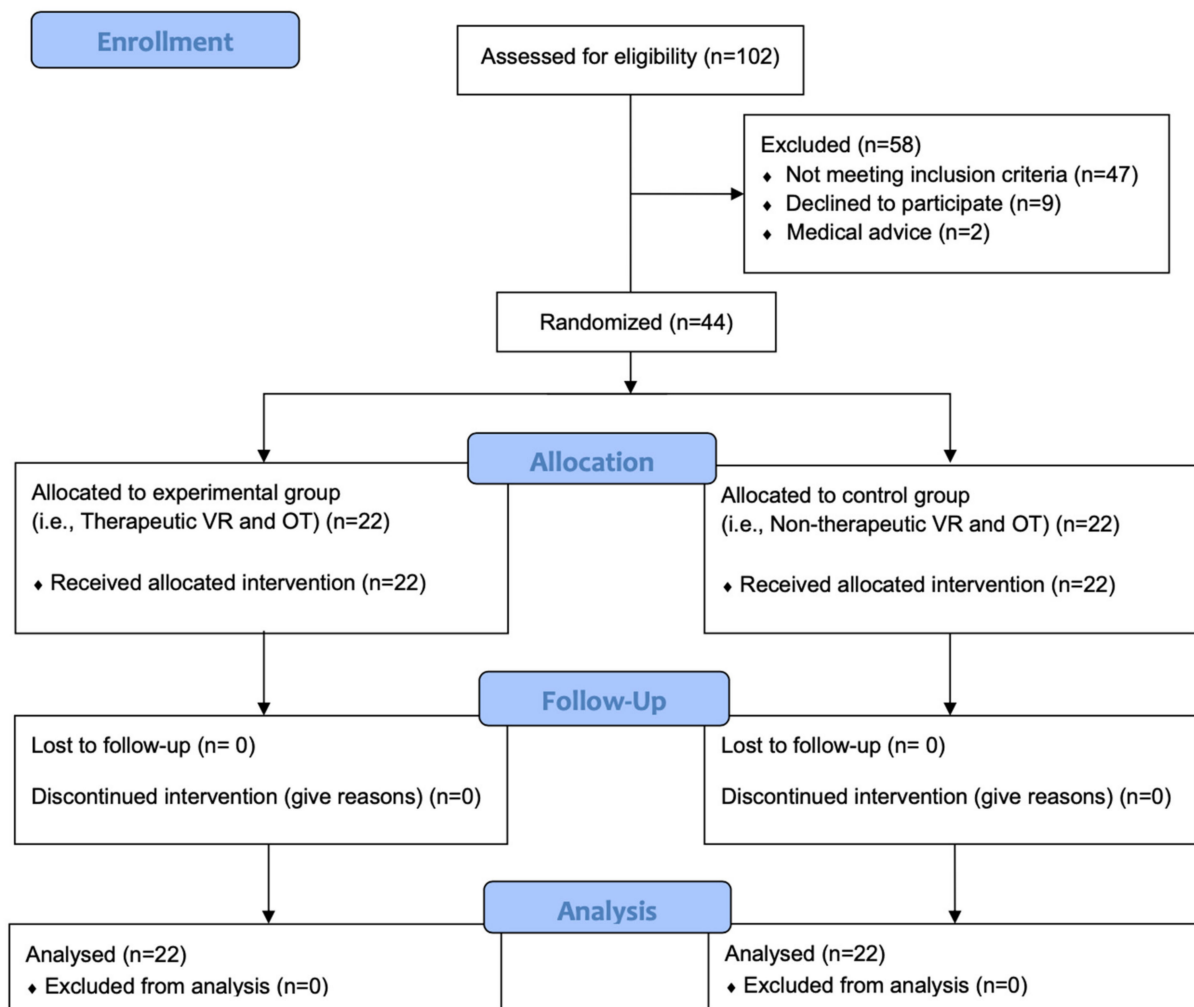 Enrollment
Assessed for eligibility (n=102)
Excluded (n=58)
♦ Not meeting inclusion criteria (n=47)
♦ Declined to participate (n=9)
♦ Medical advice (n=2)
Randomized (n=44)
Allocation
Allocated to experimental group
(i.e., Therapeutic VR and OT) (n=22)
♦ Received allocated intervention (n=22)
Allocated to control group
(i.e., Non-therapeutic VR and OT) (n=22)
♦ Received allocated intervention (n=22)
Follow-Up
Lost to follow-up (n= 0)
Discontinued intervention (give reasons) (n=0)
Lost to follow-up (n= 0)
Discontinued intervention (give reasons) (n=0)
Analysis
Analysed (n=22)
♦ Excluded from analysis (n=0)
Analysed (n=22)
♦ Excluded from analysis (n=0)